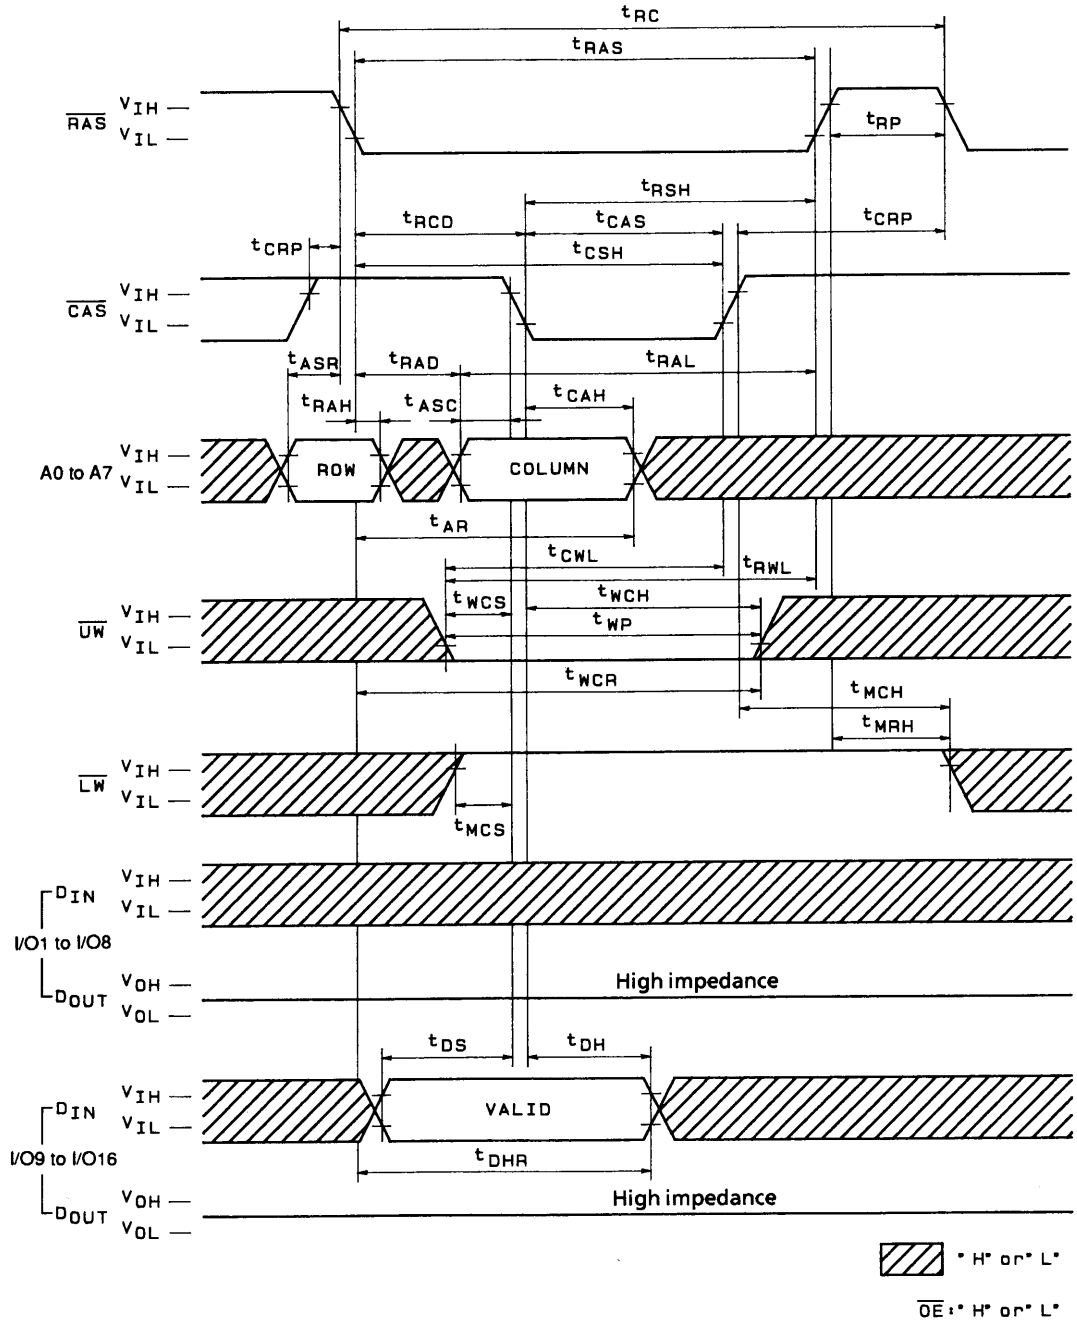 tRC
tRAS
RAS
VIH
VIL
tRP
tRSH
tRCD
tCAS
tCRP
tCRP
tCSH
CAS
VIH
VIL
tASR
tRAD
tRAL
tRAH
tASC
tCAH
A0 to A7
VIH
VIL
ROW
COLUMN
tAR
tCWL
tRWL
tWCS
tWCH
UW
VIH
VIL
tWP
tWCR
tMCH
tMRH
LW
VIH
VIL
tMCS
DIN
VIH
VIL
I/O1 to I/O8
DOUT
VOH
VOL
High impedance
tDS
tDH
DIN
VIH
VIL
VALID
I/O9 to I/O16
tDHR
DOUT
VOH
VOL
High impedance
" H" or " L"
OE : " H" or " L"